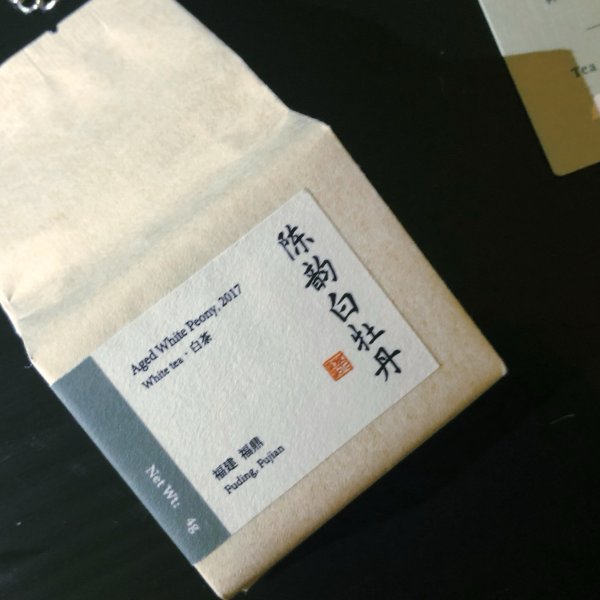 陈韵白牡丹
Aged White Peony, 2017
White tea · 白茶
福建 福鼎
Fuding, Fujian
Net Wt: 4g
Tea